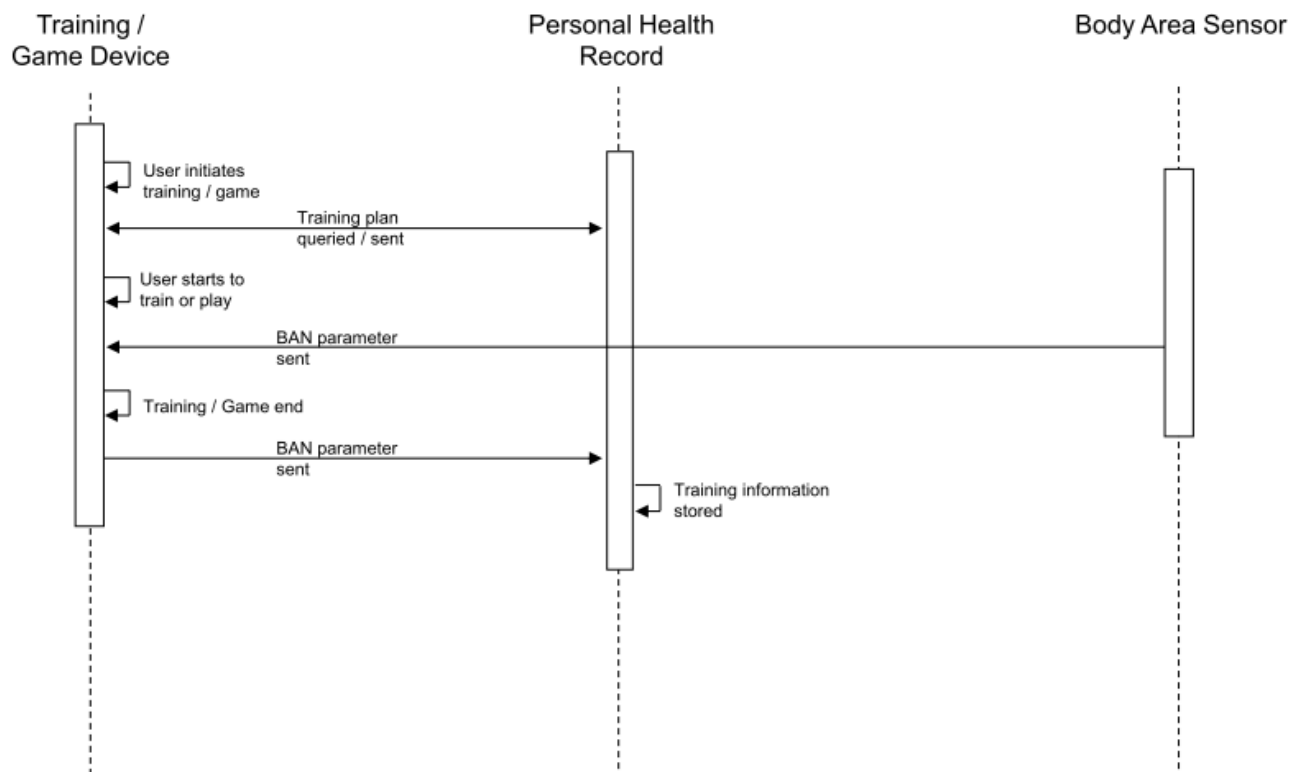 Training /
Game Device
Personal Health
Record
Body Area Sensor
User initiates
training / game
Training plan
queried / sent
User starts to
train or play
BAN parameter
sent
Training / Game end
BAN parameter
sent
Training information
stored